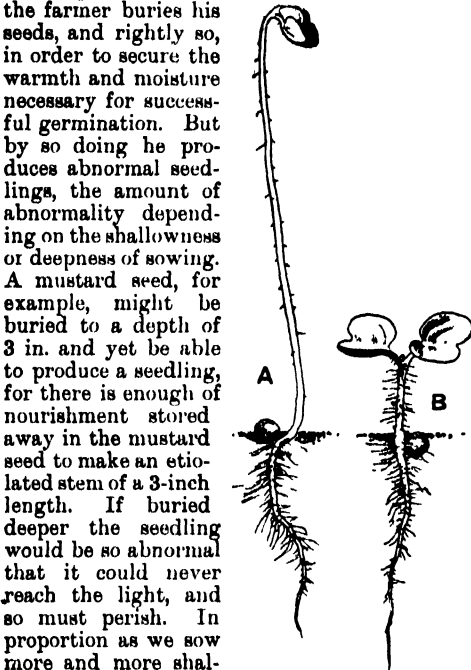 the farmer buries his
seeds, and rightly so,
in order to secure the
warmth and moisture
necessary for success-
ful germination. But
by so doing he pro-
duces abnormal seed-
lings, the amount of
abnormality depend-
ing on the shallowness
or deepness of sowing.
A mustard seed, for
example, might be
buried to a depth of
3 in. and yet be able
to produce a seedling,
for there is enough of
nourishment stored
away in the mustard
seed to make an etio-
lated stem of a 3-inch
length. If buried
deeper the seedling
would be so abnormal
that it could never
reach the light, and
so must perish. In
proportion as we sow
more and more shal-
A
B